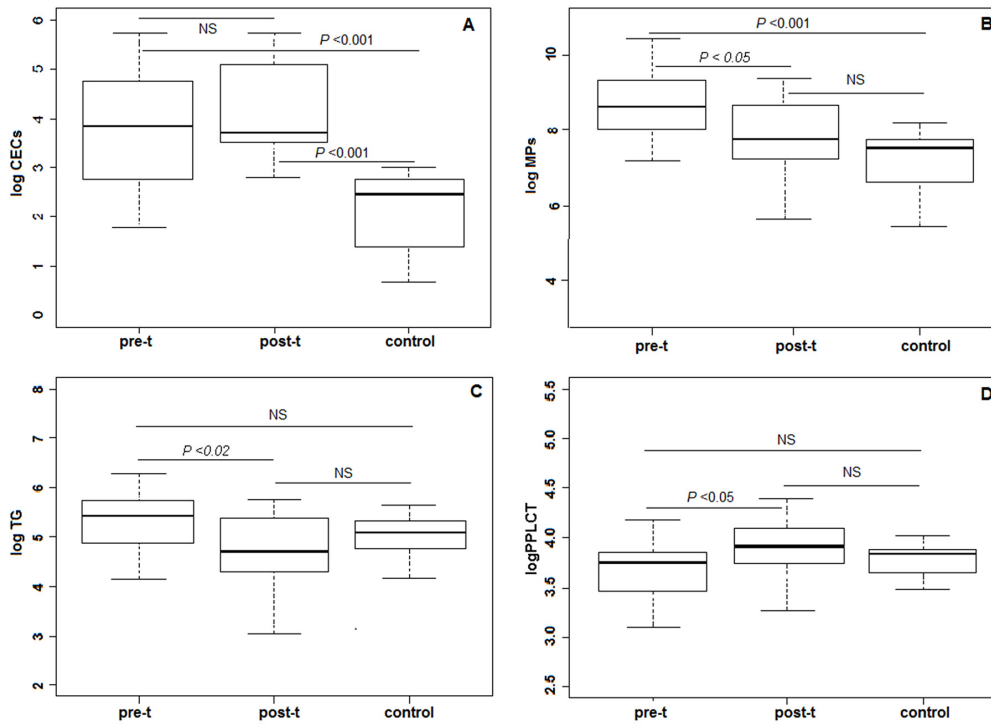 A
log CECs
6
5
4
3
2
1
0
NS
P <0.001
P <0.001
pre-t post-t control
B
log MPs
10
8
6
4
P <0.001
P < 0.05
NS
pre-t post-t control
C
log TG
8
7
6
5
4
3
2
NS
P <0.02
NS
pre-t post-t control
D
logPPLCT
5.5
5.0
4.5
4.0
3.5
3.0
2.5
NS
NS
P <0.05
pre-t post-t control